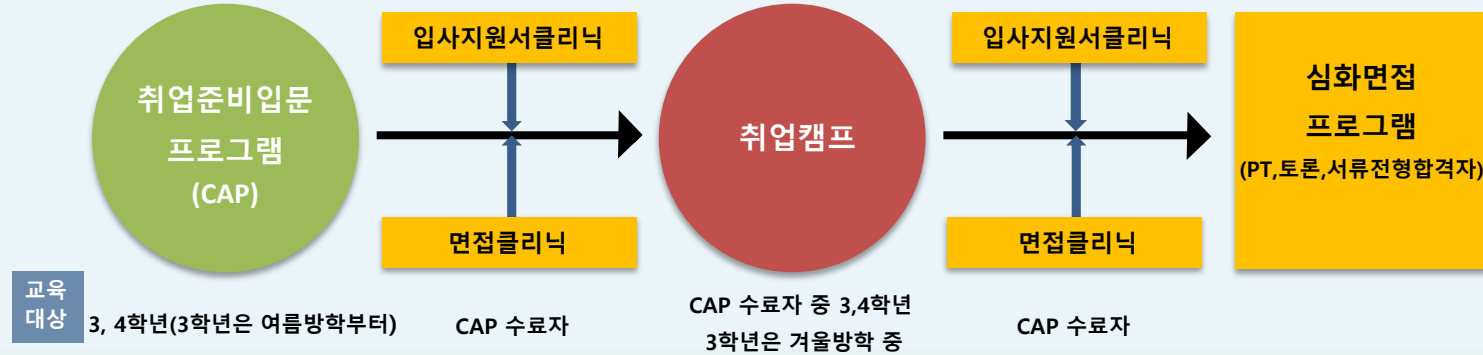 취업준비입문
프로그램
(CAP)
입사지원서클리닉
면접클리닉
취업캠프
입사지원서클리닉
면접클리닉
심화면접
프로그램
(PT,토론,서류전형합격자)
교육
대상
3, 4학년(3학년은 여름방학부터)
CAP 수료자
CAP 수료자 중 3,4학년
3학년은 겨울방학 중
CAP 수료자